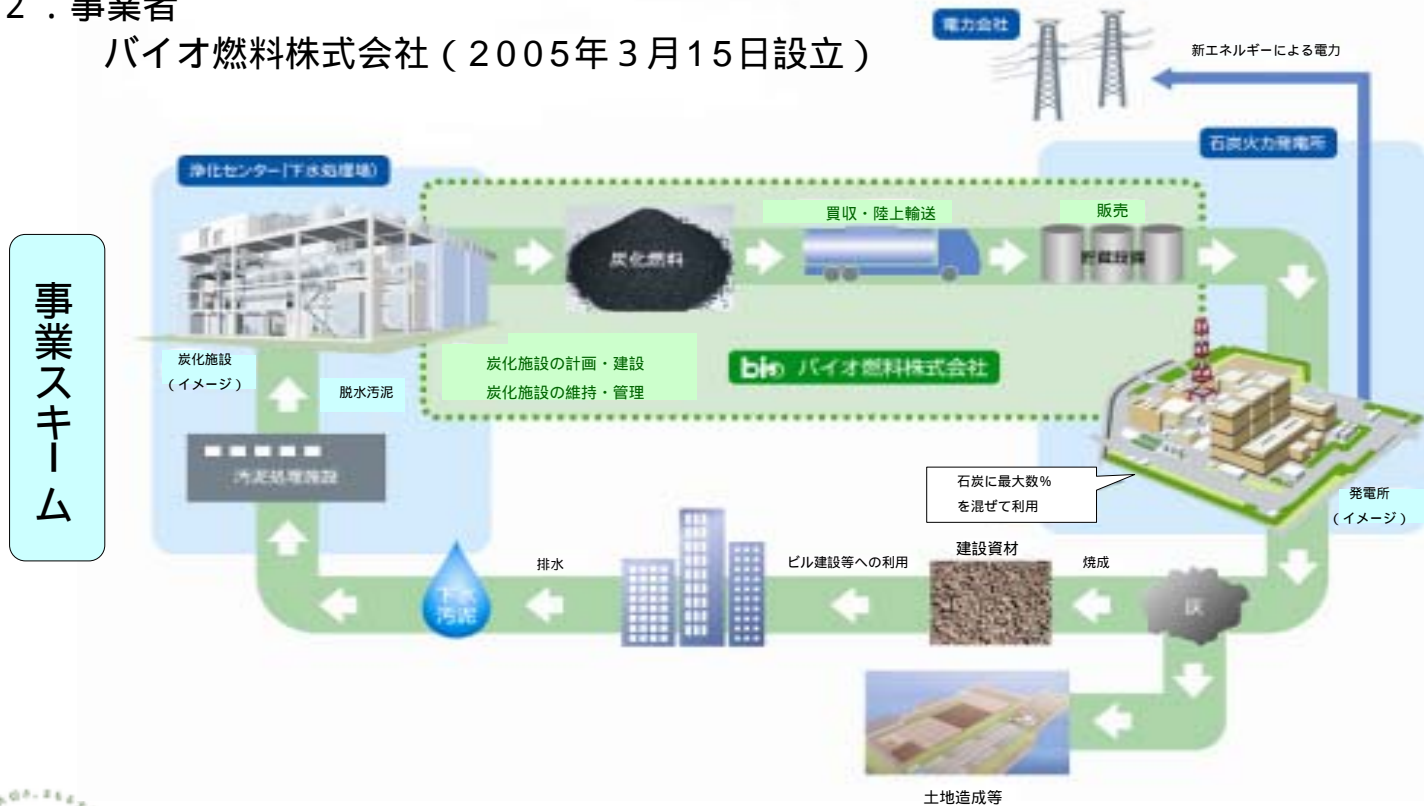 ２．事業者
バイオ燃料株式会社（２００５年３月１５日設立）
電力会社
新エネルギーによる電力
石炭火力発電所
浄化センター(下水処理場)
買収・陸上輸送
販売
炭化燃料
貯蔵設備
事業スキーム
炭化施設
（イメージ）
脱水汚泥
炭化施設の計画・建設
炭化施設の維持・管理
bio バイオ燃料株式会社
汚泥処理施設
石炭に最大数％
を混ぜて利用
発電所
（イメージ）
建設資材
焼成
ビル建設等への利用
排水
下水
汚泥
灰
土地造成等